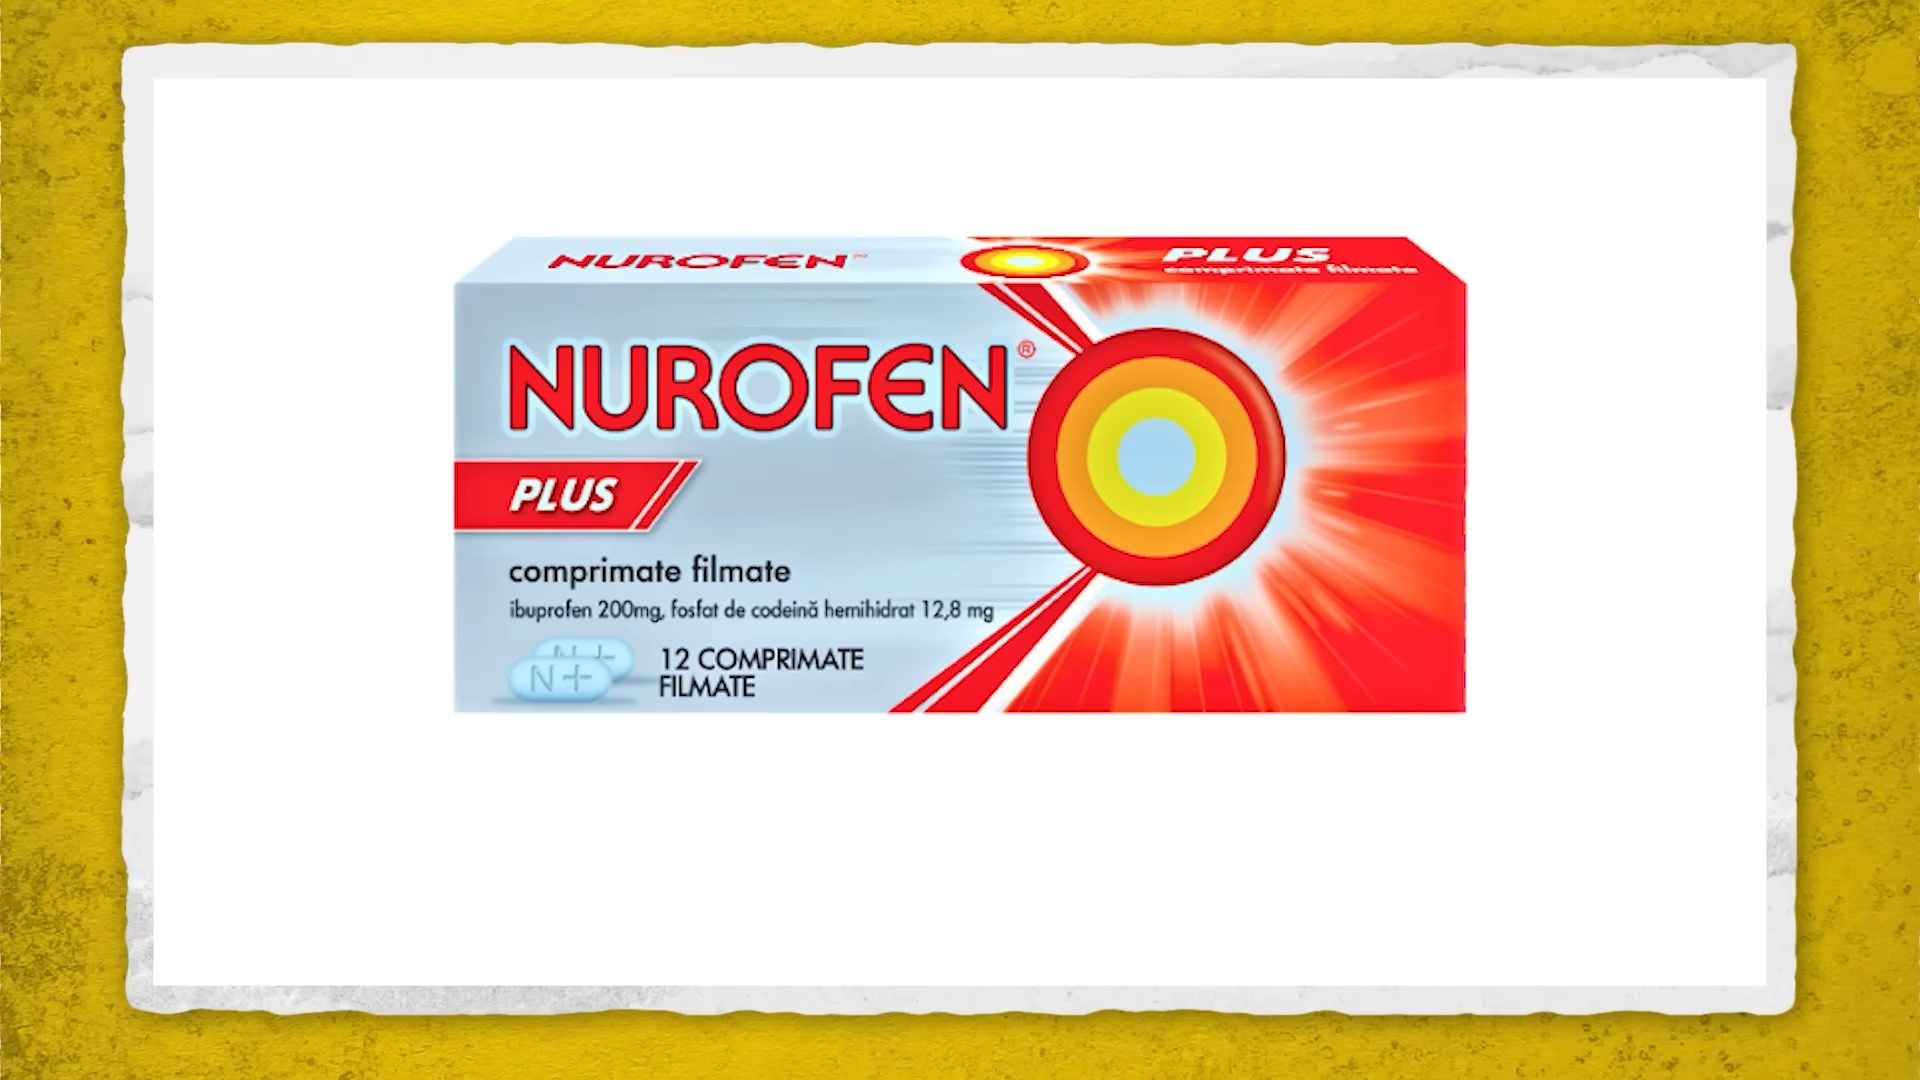 NUROFEN PLUS
comprimate filmate
NUROFEN®
PLUS
comprimate filmate
ibuprofen 200mg, fosfat de codeină hemihidrat 12,8 mg
N+
12 COMPRIMATE
FILMATE